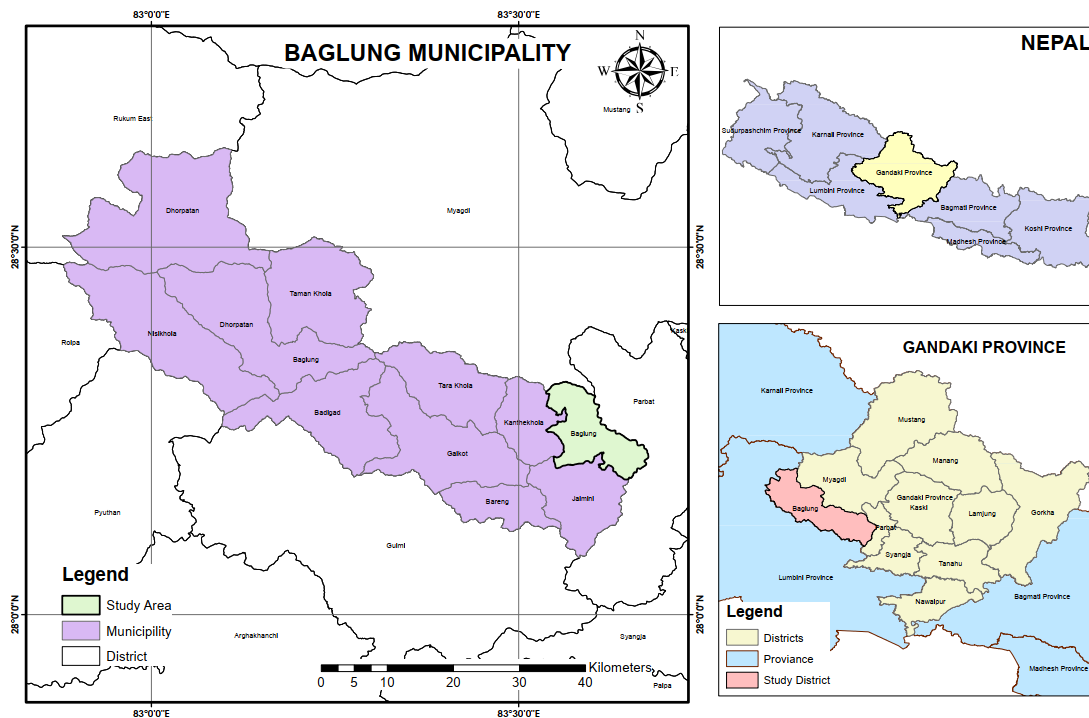 83°0'0"E
83°30'0"E
BAGLUNG MUNICIPALITY
N
W
E
S
Rukum East
Mustang
Dhorpatan
Myagdi
28°30'0"N
28°30'0"N
Taman Khola
Dhorpatan
Nisikhola
Rolpa
Kask
Baglung
Tara Khola
Parbat
Badigad
Kanthekhola
Baglung
Galkot
Bareng
Jaimini
Pyuthan
Gulmi
Legend
Study Area
Municipality
District
28°0'0"N
28°0'0"N
Arghakhanchi
Syangja
Kilometers
0 5 10 20 30 40
Palpa
83°0'0"E
83°30'0"E
NEPAL
Sudurpashchim Province
Karnali Province
Gandaki Province
Lumbini Province
Bagmati Province
Koshi Province
Madhesh Province
GANDAKI PROVINCE
Karnali Province
Mustang
Manang
Myagdi
Gandaki Province
Kaski
Baglung
Lamjung
Gorkha
Parbat
Syangja
Tanahu
Lumbini Province
Nawalpur
Bagmati Province
Legend
Districts
Proviance
Study District
Madhesh Province